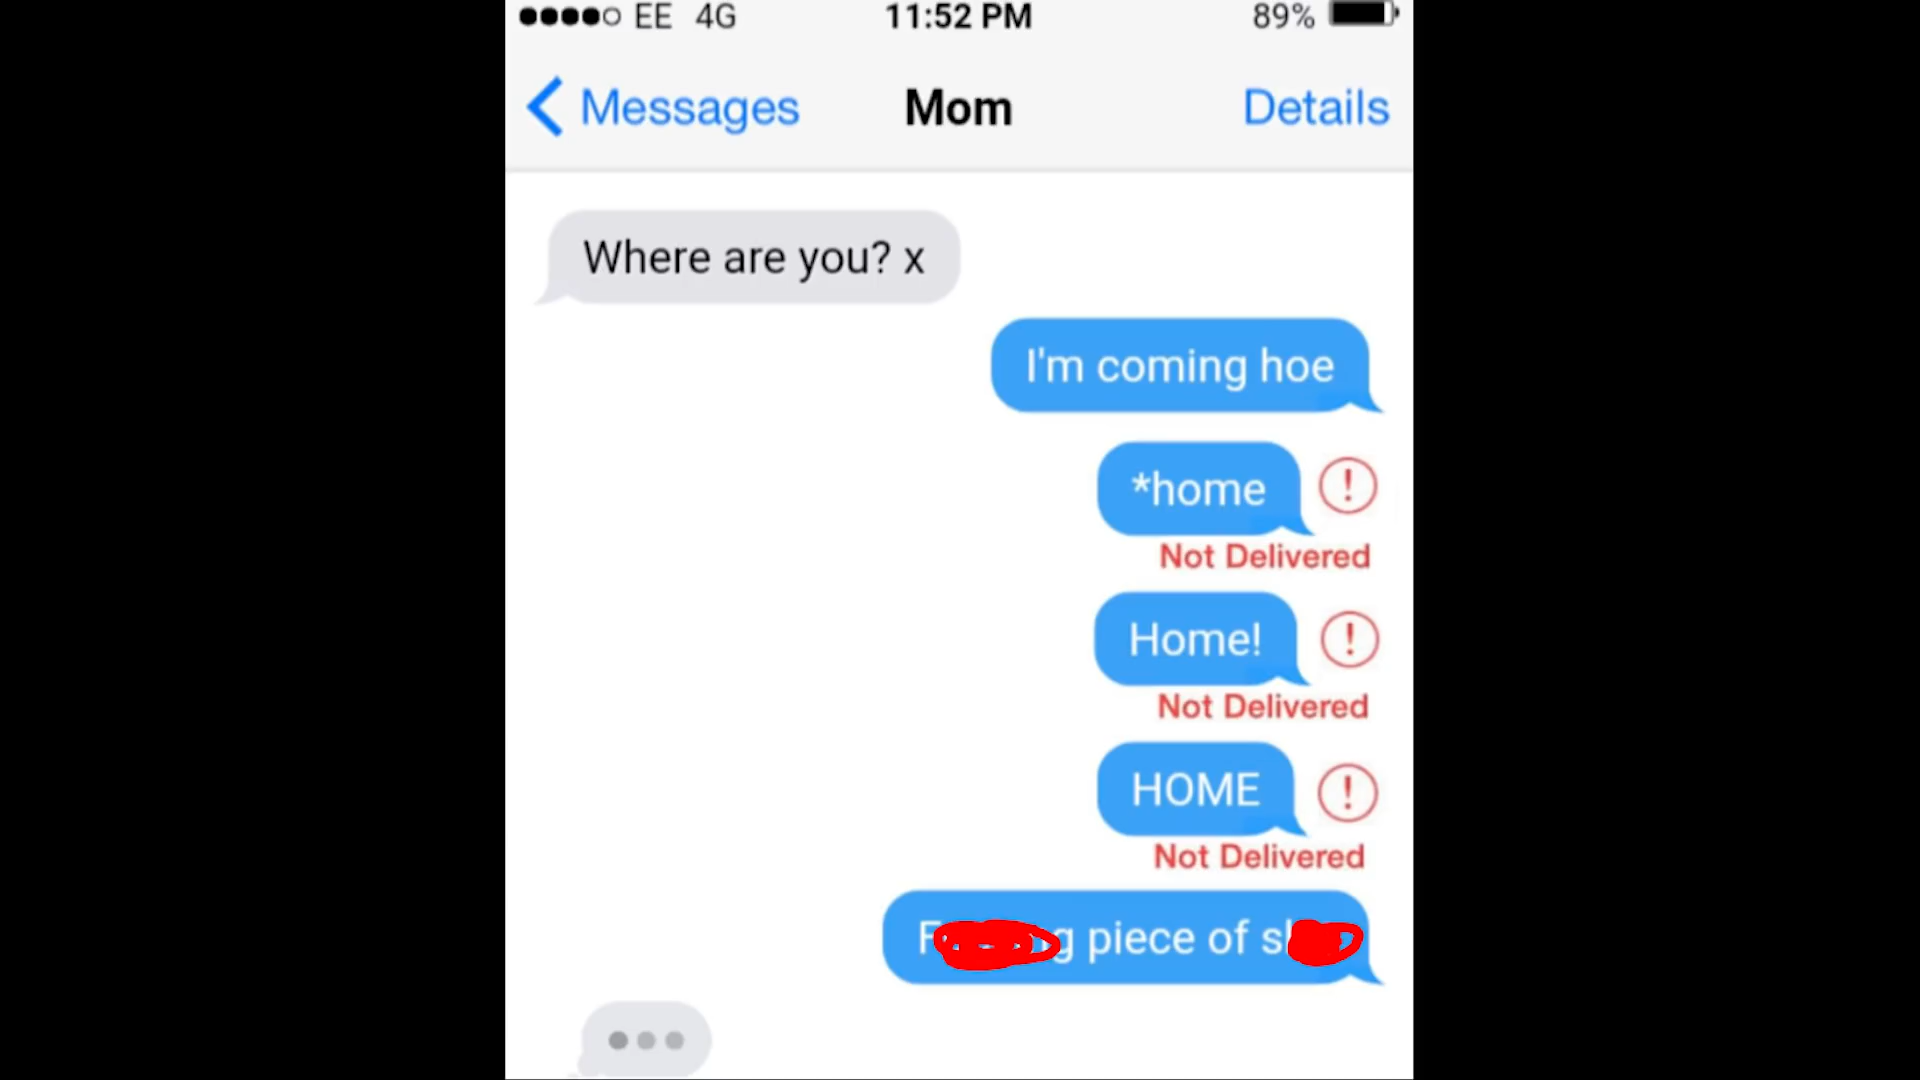 EE 4G 11:52 PM 89%
Messages Mom Details
Where are you? x
I'm coming hoe
*home
!
Not Delivered
Home!
!
Not Delivered
HOME
!
Not Delivered
piece of